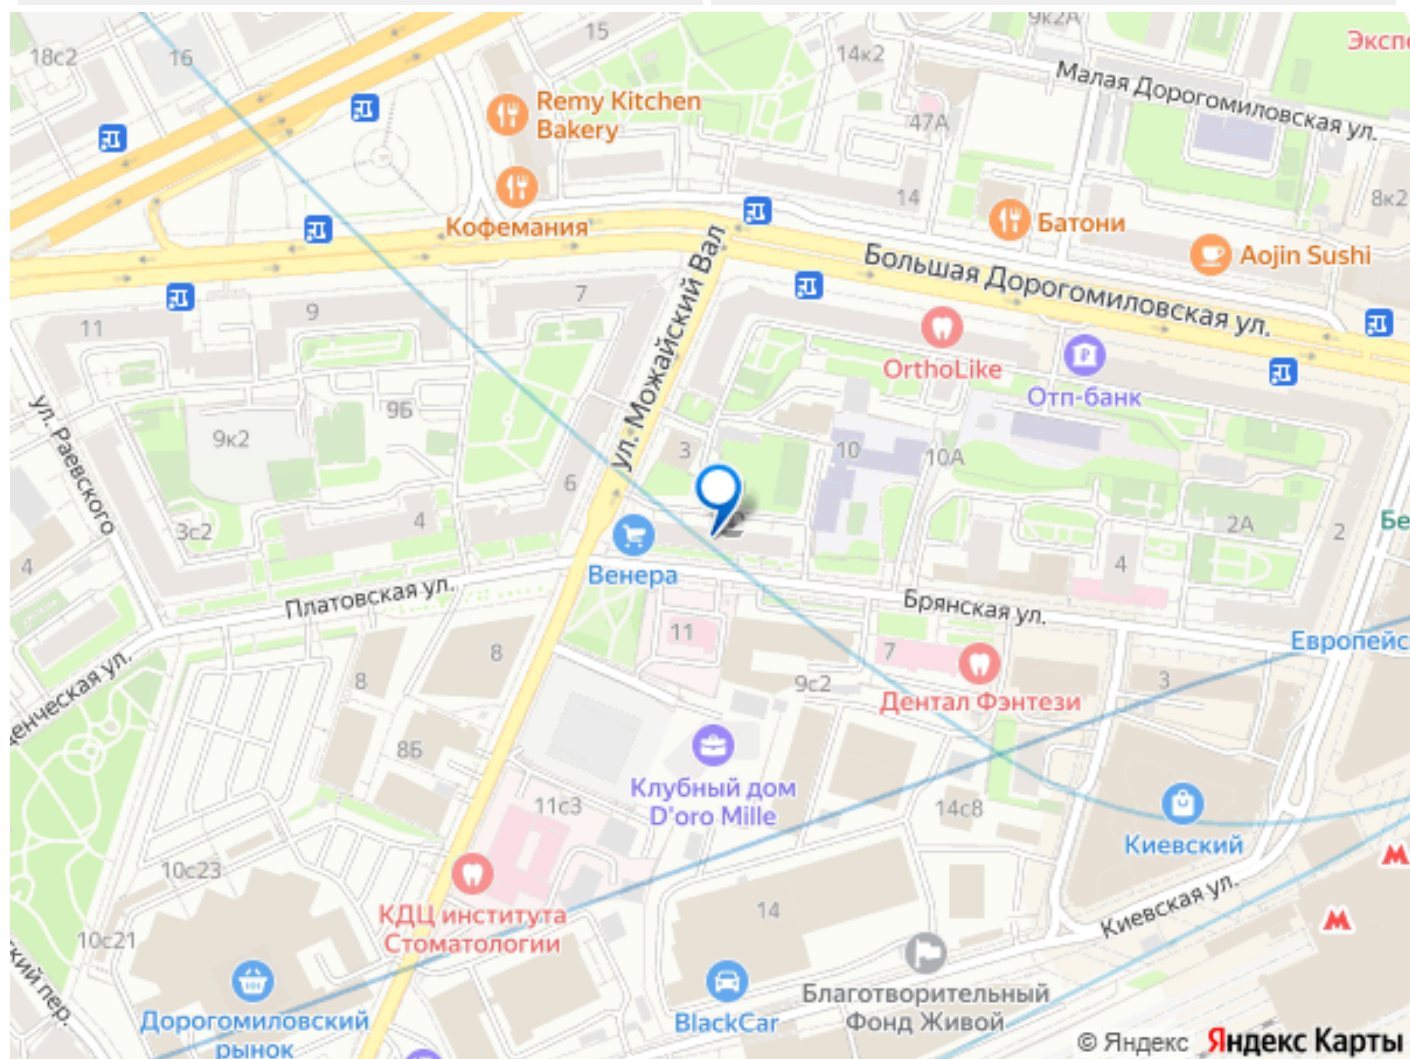 9к2А
Экспе
18с2
16
15
14к2
Малая Дорогомиловская ул.
Remy Kitchen
Bakery
47А
14
8к2
Кофемания
Батони
Aojin Sushi
Большая Дорогомиловская ул.
ул. Можайский Вал
11
9
7
OrthoLike
Отп-банк
ул. Раевского
9Б
9к2
3
10
10А
6
3с2
4
2А
2
Бе
4
Венера
4
Платовская ул.
Брянская ул.
11
Европейс
8
7
енческая ул.
8
9с2
Дентал Фэнтези
3
8Б
Клубный дом
D'oro Mille
11с3
14с8
Киевский
10с23
КДЦ института
Стоматологии
14
Киевская ул.
10с21
ский пер.
Дорогомиловский
рынок
BlackCar
Благотворительный
Фонд Живой
© Яндекс Яндекс Карты